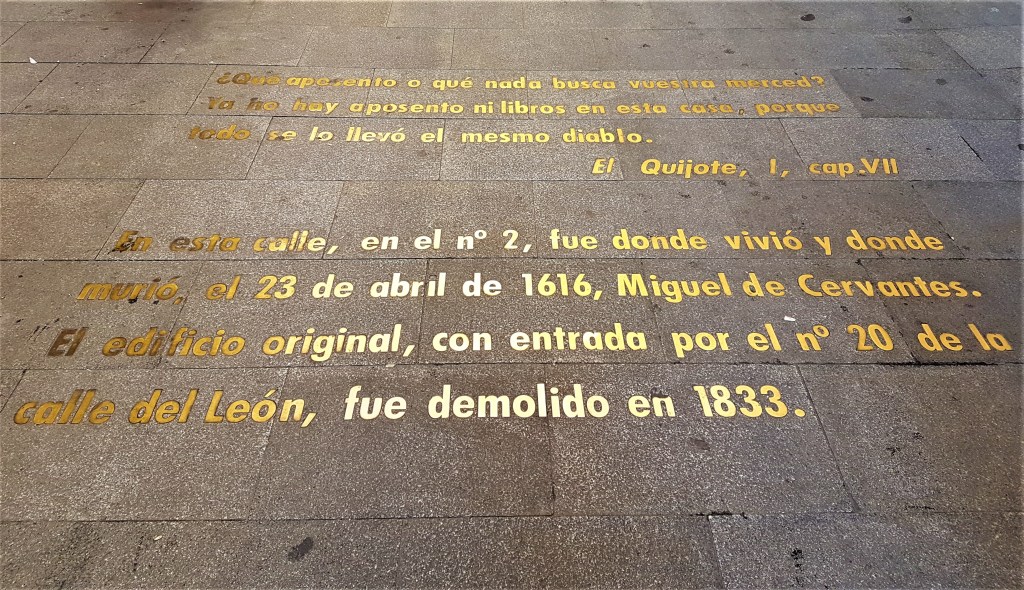 ¿Que aposento o qué nada busca vuestra merced?
Ya no hay aposento ni libros en esta casa, porque
todo se lo llevó el mesmo diablo.
El Quijote, I, cap.VII
En esta calle, en el nº 2, fue donde vivió y donde
murió, el 23 de abril de 1616, Miguel de Cervantes.
El edificio original, con entrada por el nº 20 de la
calle del León, fue demolido en 1833.